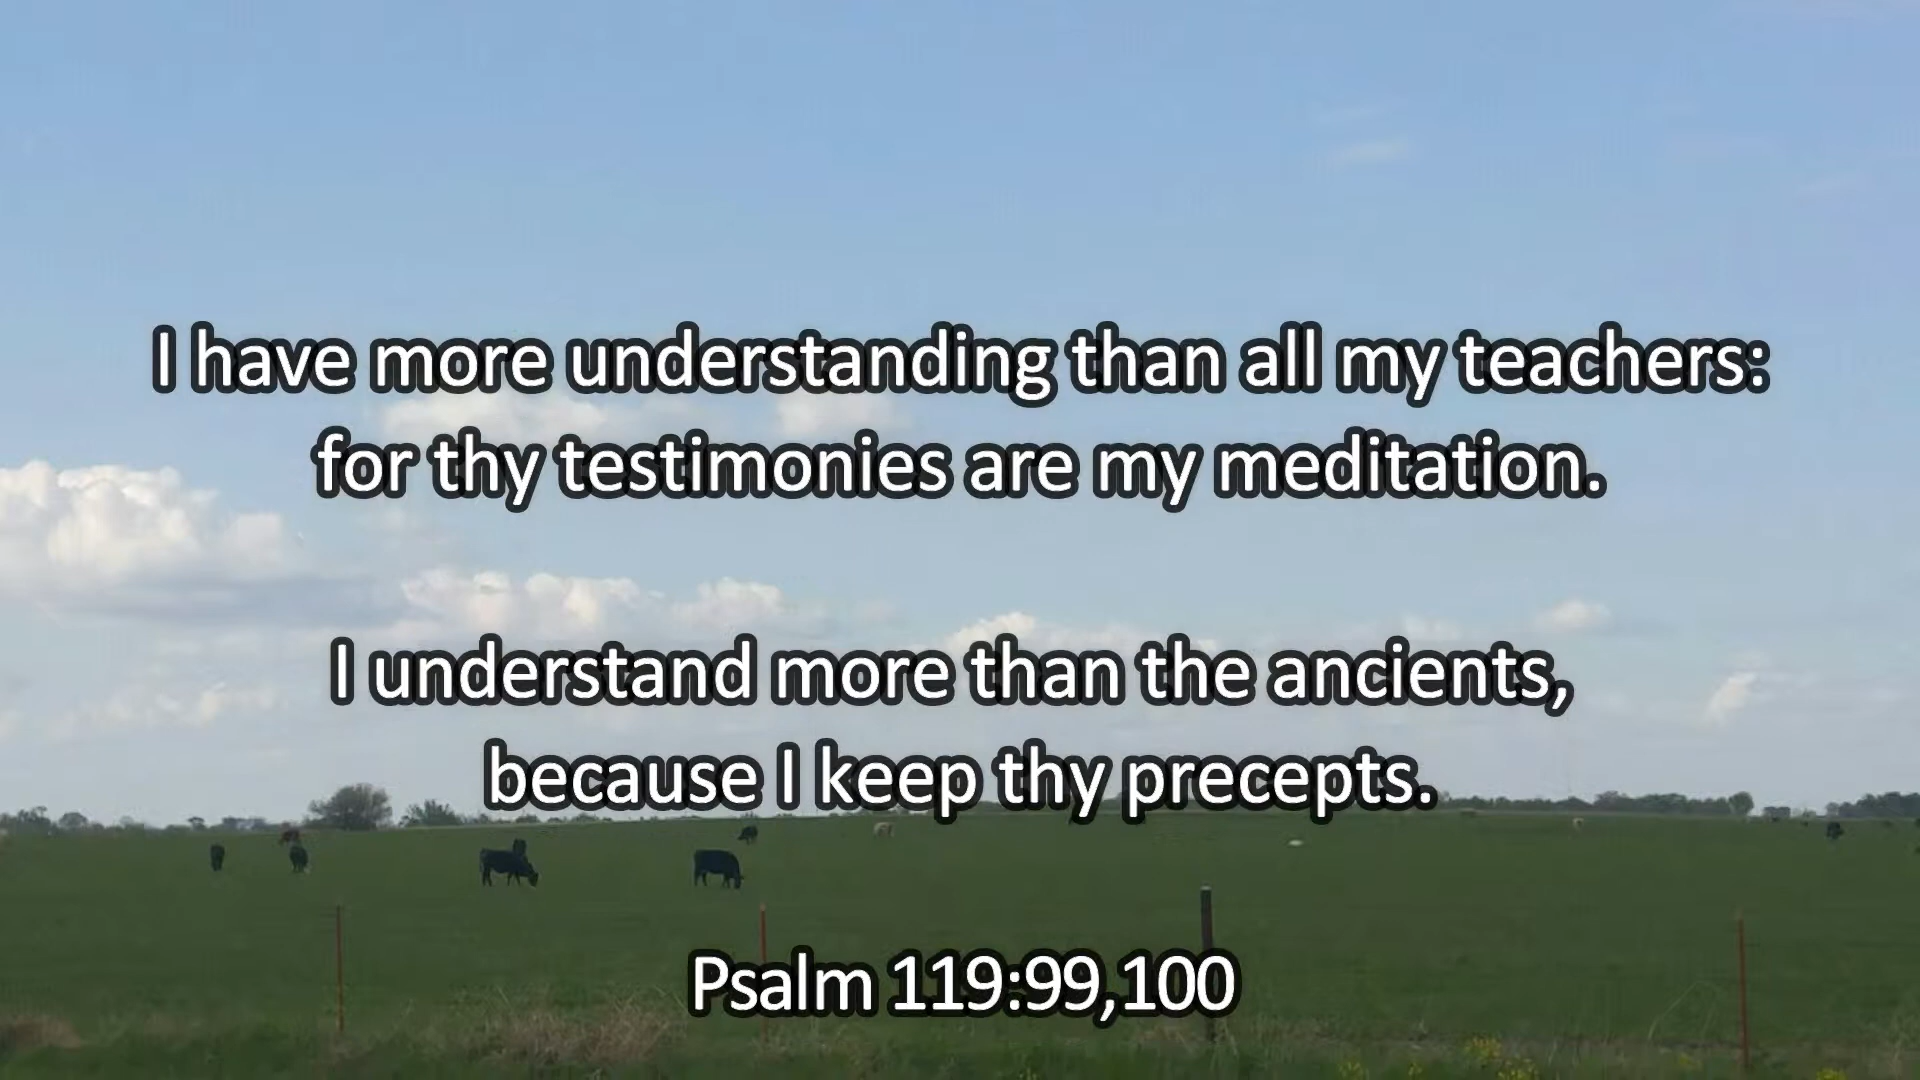 I have more understanding than all my teachers:
for thy testimonies are my meditation.
I understand more than the ancients,
because I keep thy precepts.
Psalm 119:99,100